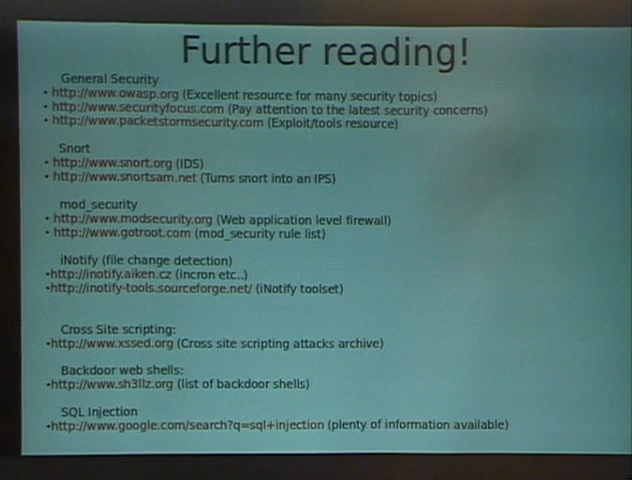 Further reading!
General Security
• http://www.owasp.org (Excellent resource for many security topics)
• http://www.securityfocus.com (Pay attention to the latest security concerns)
• http://www.packetstormsecurity.com (Exploit/tools resource)
Snort
• http://www.snort.org (IDS)
• http://www.snortsam.net (Turns snort into an IPS)
mod_security
• http://www.modsecurity.org (Web application level firewall)
• http://www.gotroot.com (mod_security rule list)
iNotify (file change detection)
•http://inotify.aiken.cz (incron etc..)
•http://inotify-tools.sourceforge.net/ (iNotify toolset)
Cross Site scripting:
•http://www.xssed.org (Cross site scripting attacks archive)
Backdoor web shells:
•http://www.sh3llz.org (list of backdoor shells)
SQL Injection
•http://www.google.com/search?q=sql+injection (plenty of information available)